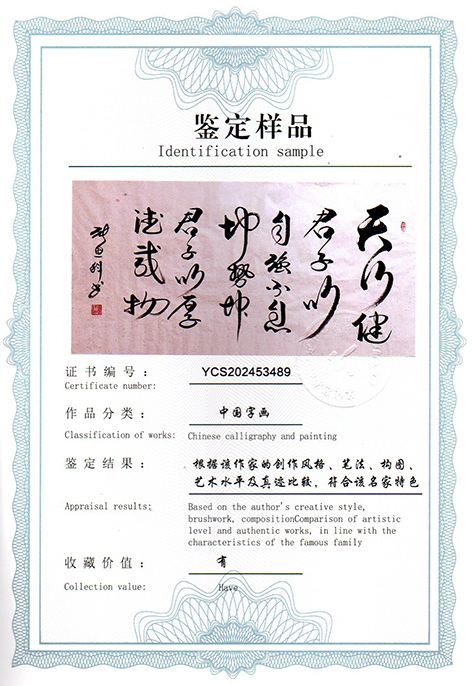 鉴定样品
Identification sample
天行健
君子以
自强不息
坤势坤
君子以厚
德载物
证书编号：
YCS202453489
Certificate number:
作品分类：
中国字画
Classification of works:
Chinese calligraphy and painting
鉴定结果：
根据该作家的创作风格、笔法、构图、
艺术水平及真迹比较，符合该名家特色
Appraisal results:
Based on the author's creative style,
brushwork, compositionComparison of artistic
level and authentic works, in line with the
characteristics of the famous family
收藏价值：
有
Collection value:
Have